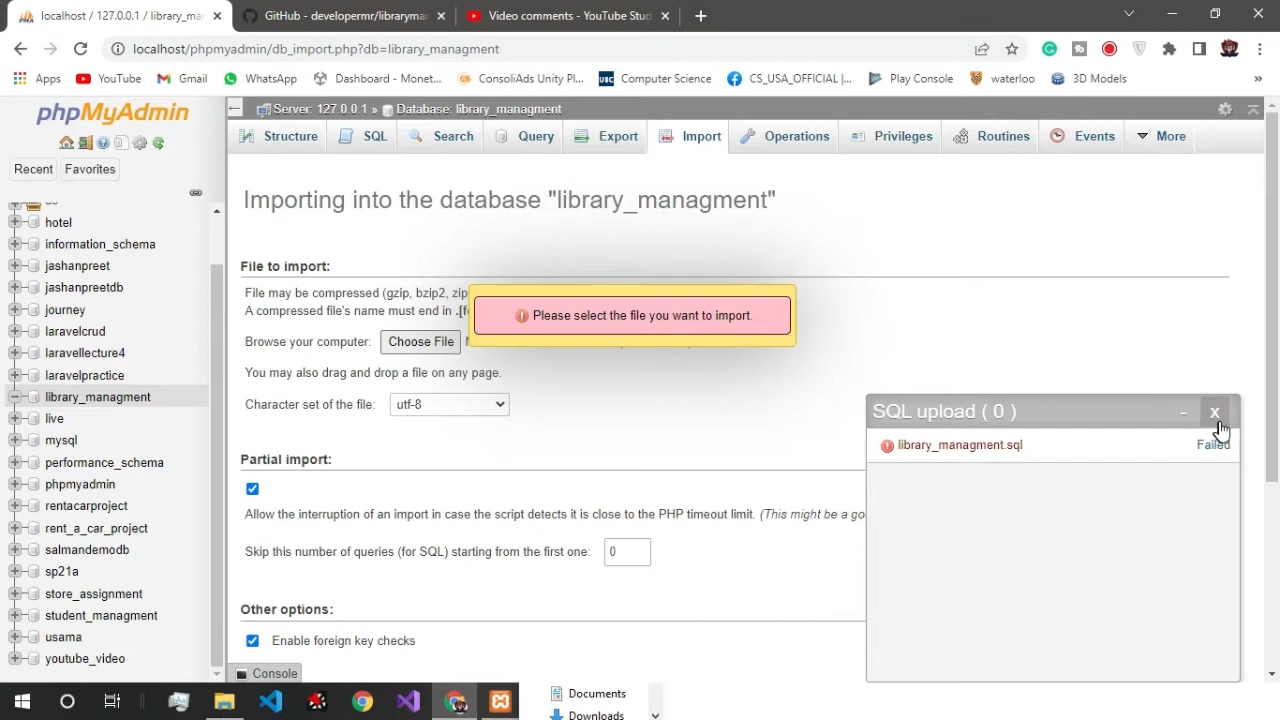 localhost / 127.0.0.1 / library_man
GitHub - developermr/libraryman
Video comments - YouTube Stud
localhost/phpmyadmin/db_import.php?db=library_managment
Apps
YouTube
Gmail
WhatsApp
Dashboard - Monet...
ConsoliAds Unity Pl...
Computer Science
CS_USA_OFFICIAL |...
Play Console
waterloo
3D Models
»
phpMyAdmin
Recent
Favorites
hotel
information_schema
jashanpreet
jashanpreetdb
journey
laravelcrud
laravellecture4
laravelpractice
library_managment
live
mysql
performance_schema
phpmyadmin
rentacarproject
rent_a_car_project
salmandemodb
sp21a
store_assignment
student_managment
usama
youtube_video
Server: 127.0.0.1 » Database: library_managment
Structure
SQL
Search
Query
Export
Import
Operations
Privileges
Routines
Events
More
Importing into the database "library_managment"
File to import:
File may be compressed (gzip, bzip2, zip
A compressed file's name must end in .[f
Please select the file you want to import.
Browse your computer: Choose File
You may also drag and drop a file on any page.
Character set of the file: utf-8
Partial import:
Allow the interruption of an import in case the script detects it is close to the PHP timeout limit. (This might be a go
Skip this number of queries (for SQL) starting from the first one: 0
Other options:
Enable foreign key checks
Console
SQL upload ( 0 ) - x
library_managment.sql Failed
Documents
Downloads